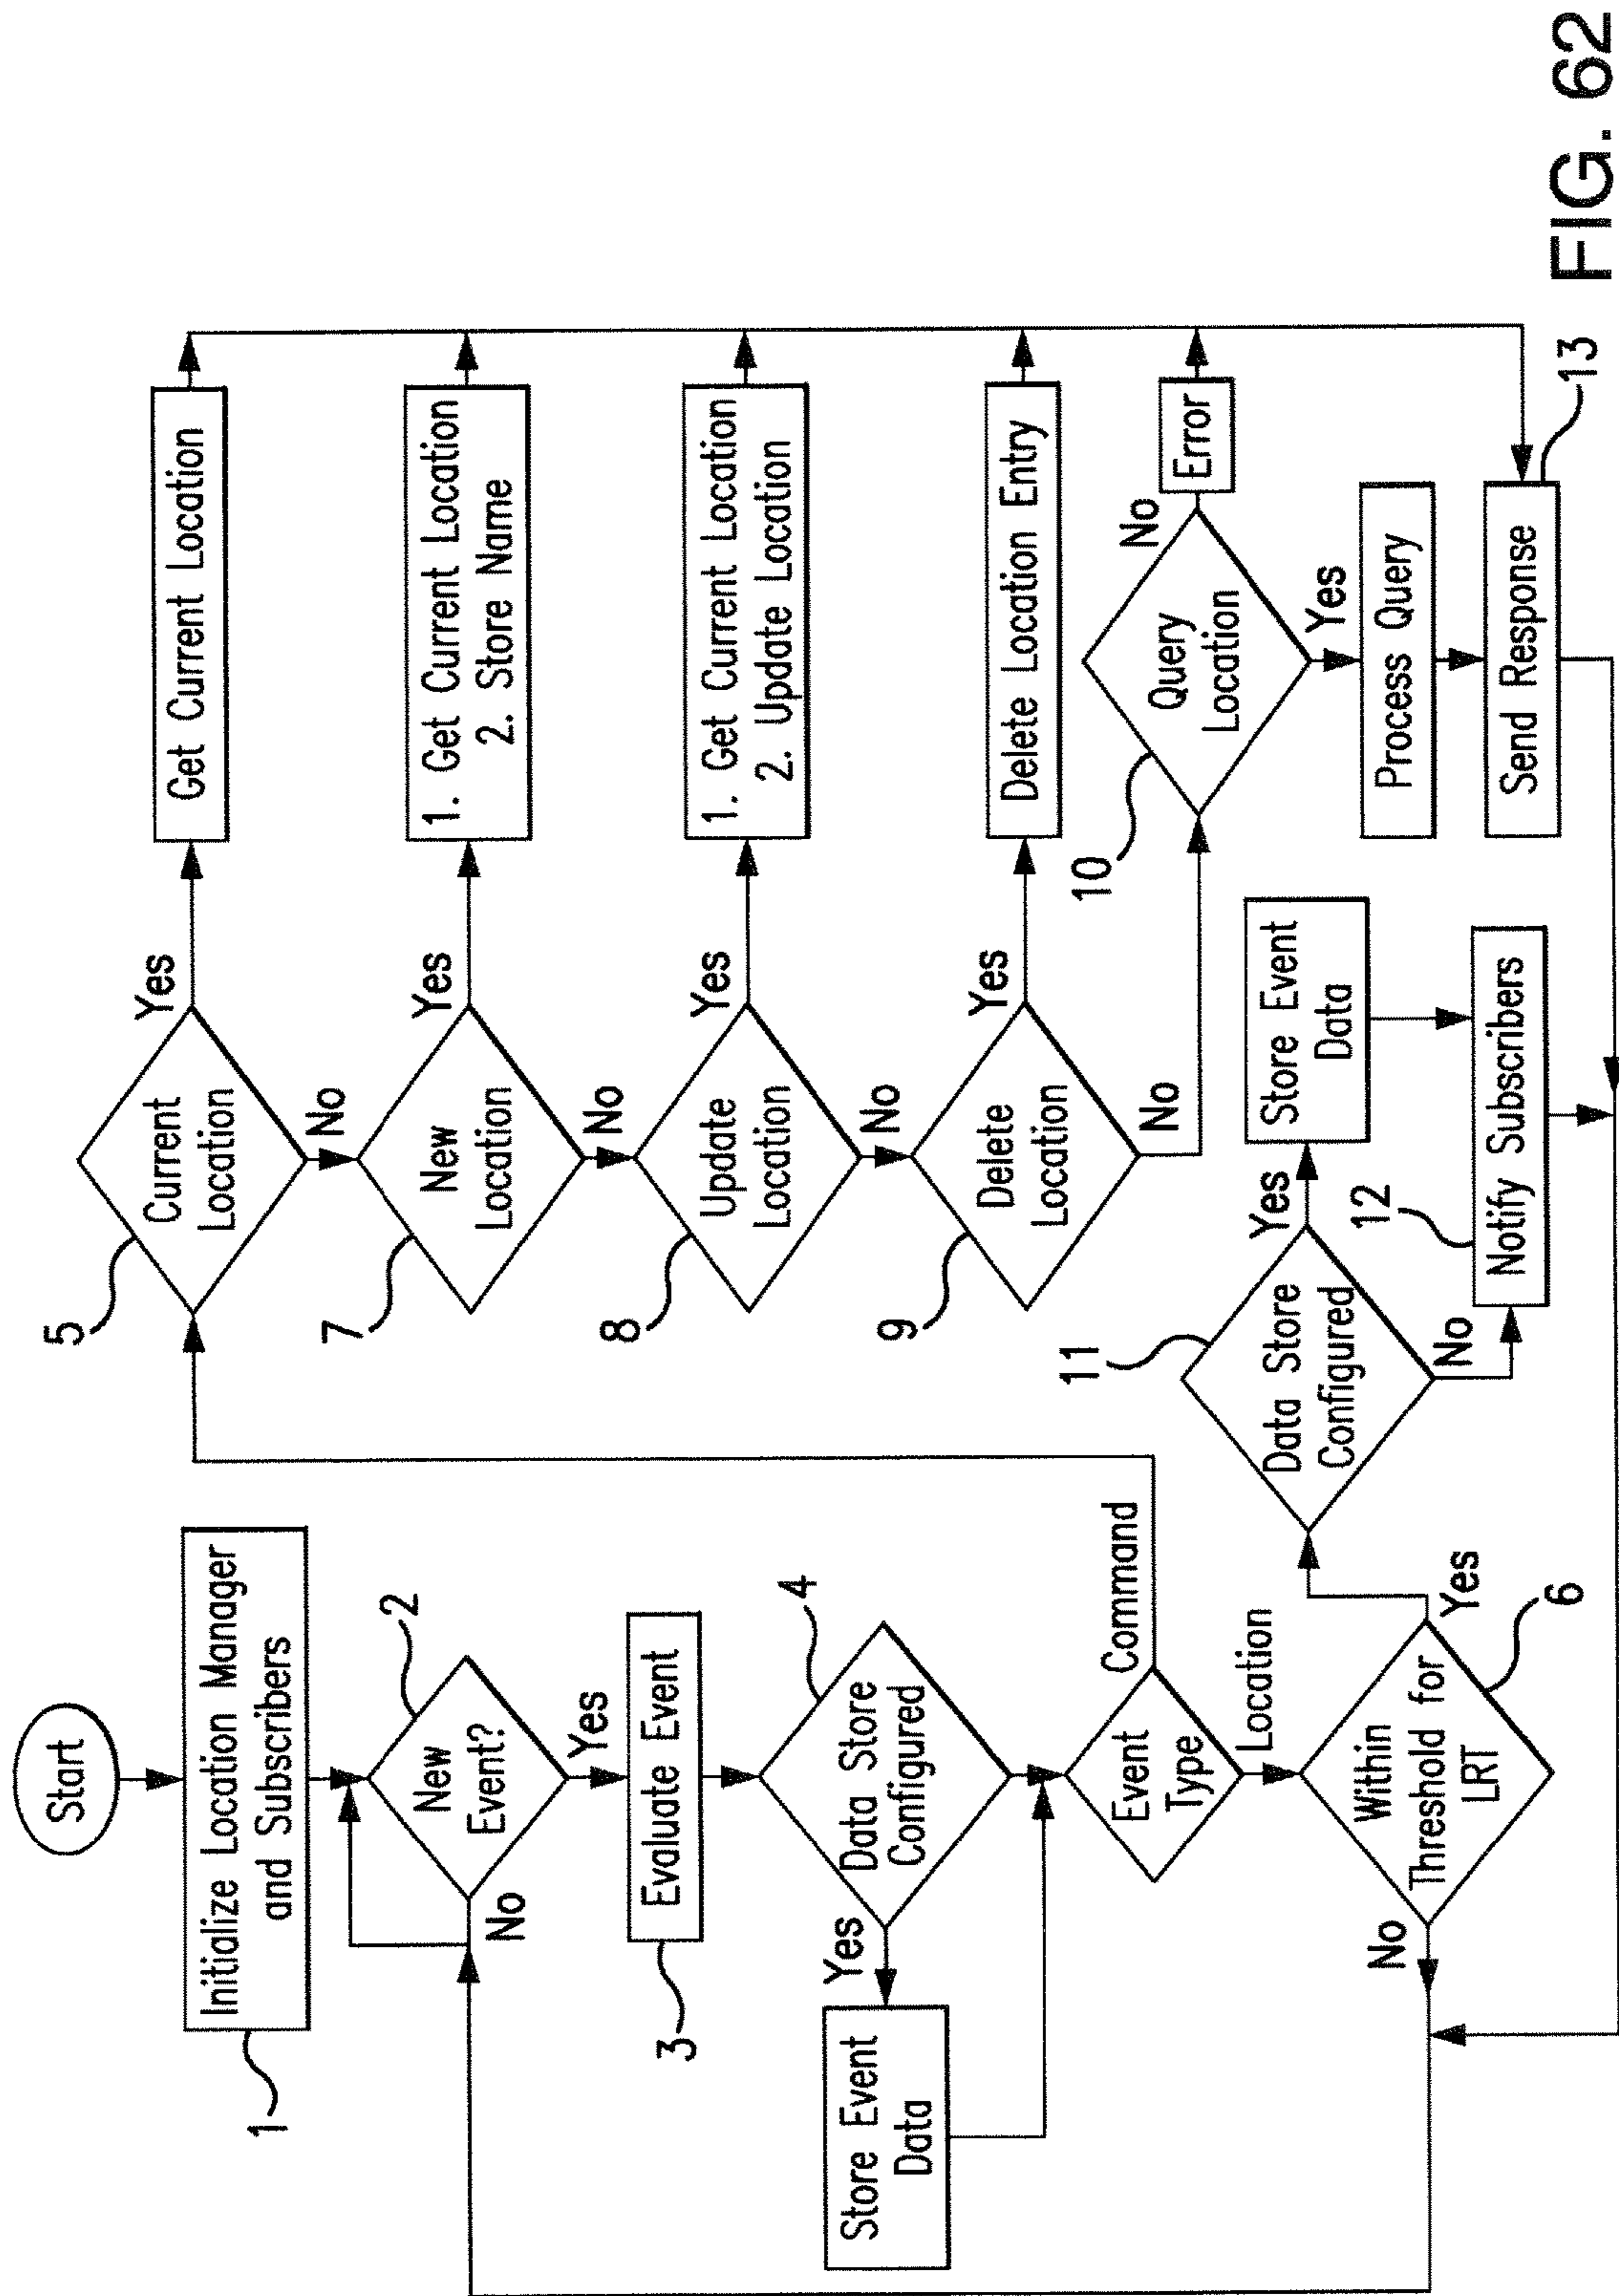 Start
Initialize Location Manager
and Subscribers
1
New
Event?
2
No
Yes
Evaluate Event
3
Data Store
Configured
4
Yes
Store Event
Data
Event
Type
Command
Location
Within
Threshold for
LRT
6
No
Yes
Current
Location
5
Yes
Get Current Location
No
New
Location
7
Yes
1. Get Current Location
2. Store Name
No
Update
Location
8
Yes
1. Get Current Location
2. Update Location
No
Delete
Location
9
Yes
Delete Location Entry
No
Query
Location
10
No
Error
Yes
Process Query
Send Response
13
Data Store
Configured
11
Yes
Store Event
Data
No
Notify Subscribers
12
FIG. 62